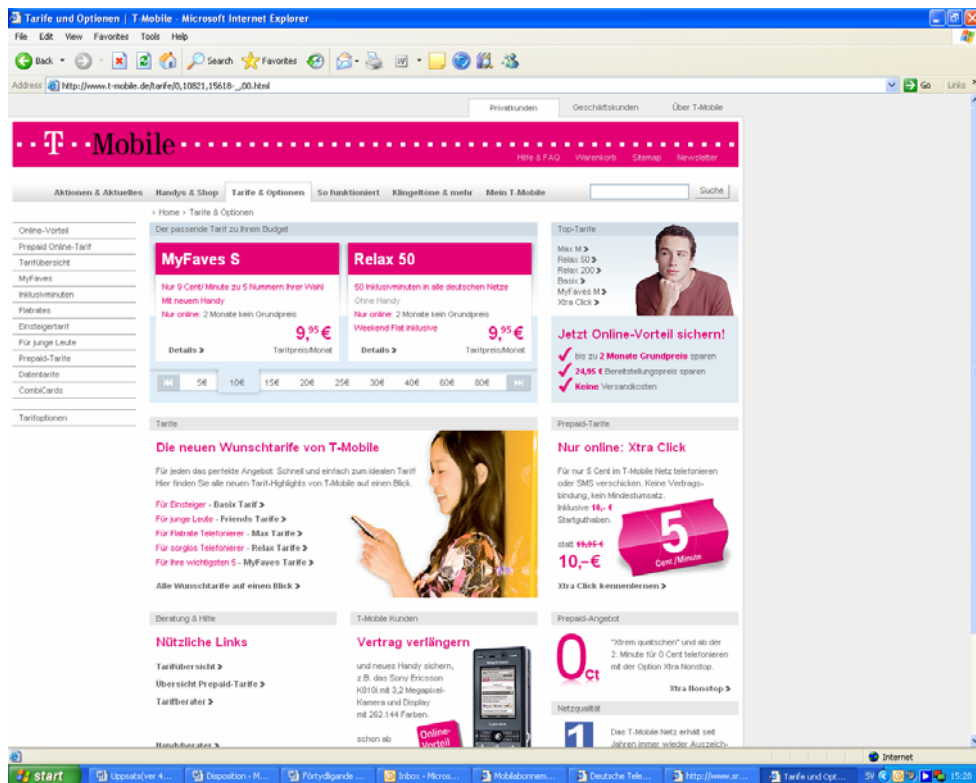 Tarife und Optionen | T-Mobile - Microsoft Internet Explorer
File Edit View Favorites Tools Help
Back Search Favorites
Address http://www.t-mobile.de/tarife/0,10821,15618-_,00.html Go Links
Privatkunden Geschäftskunden Über T-Mobile
T Mobile
Hilfe & FAQ Warenkorb Sitemap Newsletter
Aktionen & Aktuelles Handys & Shop Tarife & Optionen So funktioniert Klingeltöne & mehr Mein T-Mobile Suche
> Home > Tarife & Optionen
Online-Vorteil
Prepaid Online-Tarif
Tarifübersicht
MyFaves
Inklusivminuten
Flatrates
Einsteigertarif
Für junge Leute
Prepaid-Tarife
Datentarife
CombiCards
Tarifoptionen
Der passende Tarif zu Ihrem Budget
MyFaves S
Nur 9 Cent/Minute zu 5 Nummern Ihrer Wahl
Mit neuem Handy
Nur online: 2 Monate kein Grundpreis
9,95 €
Details > Tarifpreis/Monat
Relax 50
50 Inklusivminuten in alle deutschen Netze
Ohne Handy
Nur online: 2 Monate kein Grundpreis
Weekend Flat inklusive
9,95 €
Details > Tarifpreis/Monat
5€ 10€ 15€ 20€ 25€ 30€ 40€ 60€ 80€
Top-Tarife
Max M >
Relax 50 >
Relax 200 >
Basix >
MyFaves M >
Xtra Click >
Jetzt Online-Vorteil sichern!
bis zu 2 Monate Grundpreis sparen
24,95 € Bereitstellungspreis sparen
Keine Versandkosten
Tarife
Die neuen Wunschtarife von T-Mobile
Für jeden das perfekte Angebot: Schnell und einfach zum idealen Tarif!
Hier finden Sie alle neuen Tarif-Highlights von T-Mobile auf einen Blick.
Für Einsteiger - Basix Tarif >
Für junge Leute - Friends Tarife >
Für Flatrate Telefonierer - Max Tarife >
Für sorglos Telefonierer - Relax Tarife >
Für Ihre wichtigsten 5 - MyFaves Tarife >
Alle Wunschtarife auf einen Blick >
Prepaid-Tarife
Nur online: Xtra Click
Für nur 5 Cent im T-Mobile Netz telefonieren
oder SMS verschicken. Keine Vertrags-
bindung, kein Mindestumsatz.
Inklusive 10,- €
Startguthaben.
statt 19,95 €
10,-€
5
Cent/Minute
Xtra Click kennenlernen >
Beratung & Hilfe
Nützliche Links
Tarifübersicht >
Übersicht Prepaid-Tarife >
Tarifberater >
Handyberater >
T-Mobile Kunden
Vertrag verlängern
und neues Handy sichern,
z.B. das Sony Ericsson
K810i mit 3,2 Megapixel-
Kamera und Display
mit 262.144 Farben.
schon ab
Online-
Vorteil
Prepaid-Angebot
0 Ct
"Xtrem quatschen" und ab der
2. Minute für 0 Cent telefonieren
mit der Option Xtra Nonstop.
Xtra Nonstop >
Netzqualität
1
Das T-Mobile Netz erhält seit
Jahren immer wieder Auszeich-
Internet
start Uppsats(ver 4... Disposition - M... Förtydligande ... Inbox - Micros... Mobilabonnem... Deutsche Tele... http://www.sr... Tarife und Opt... SV 15:28